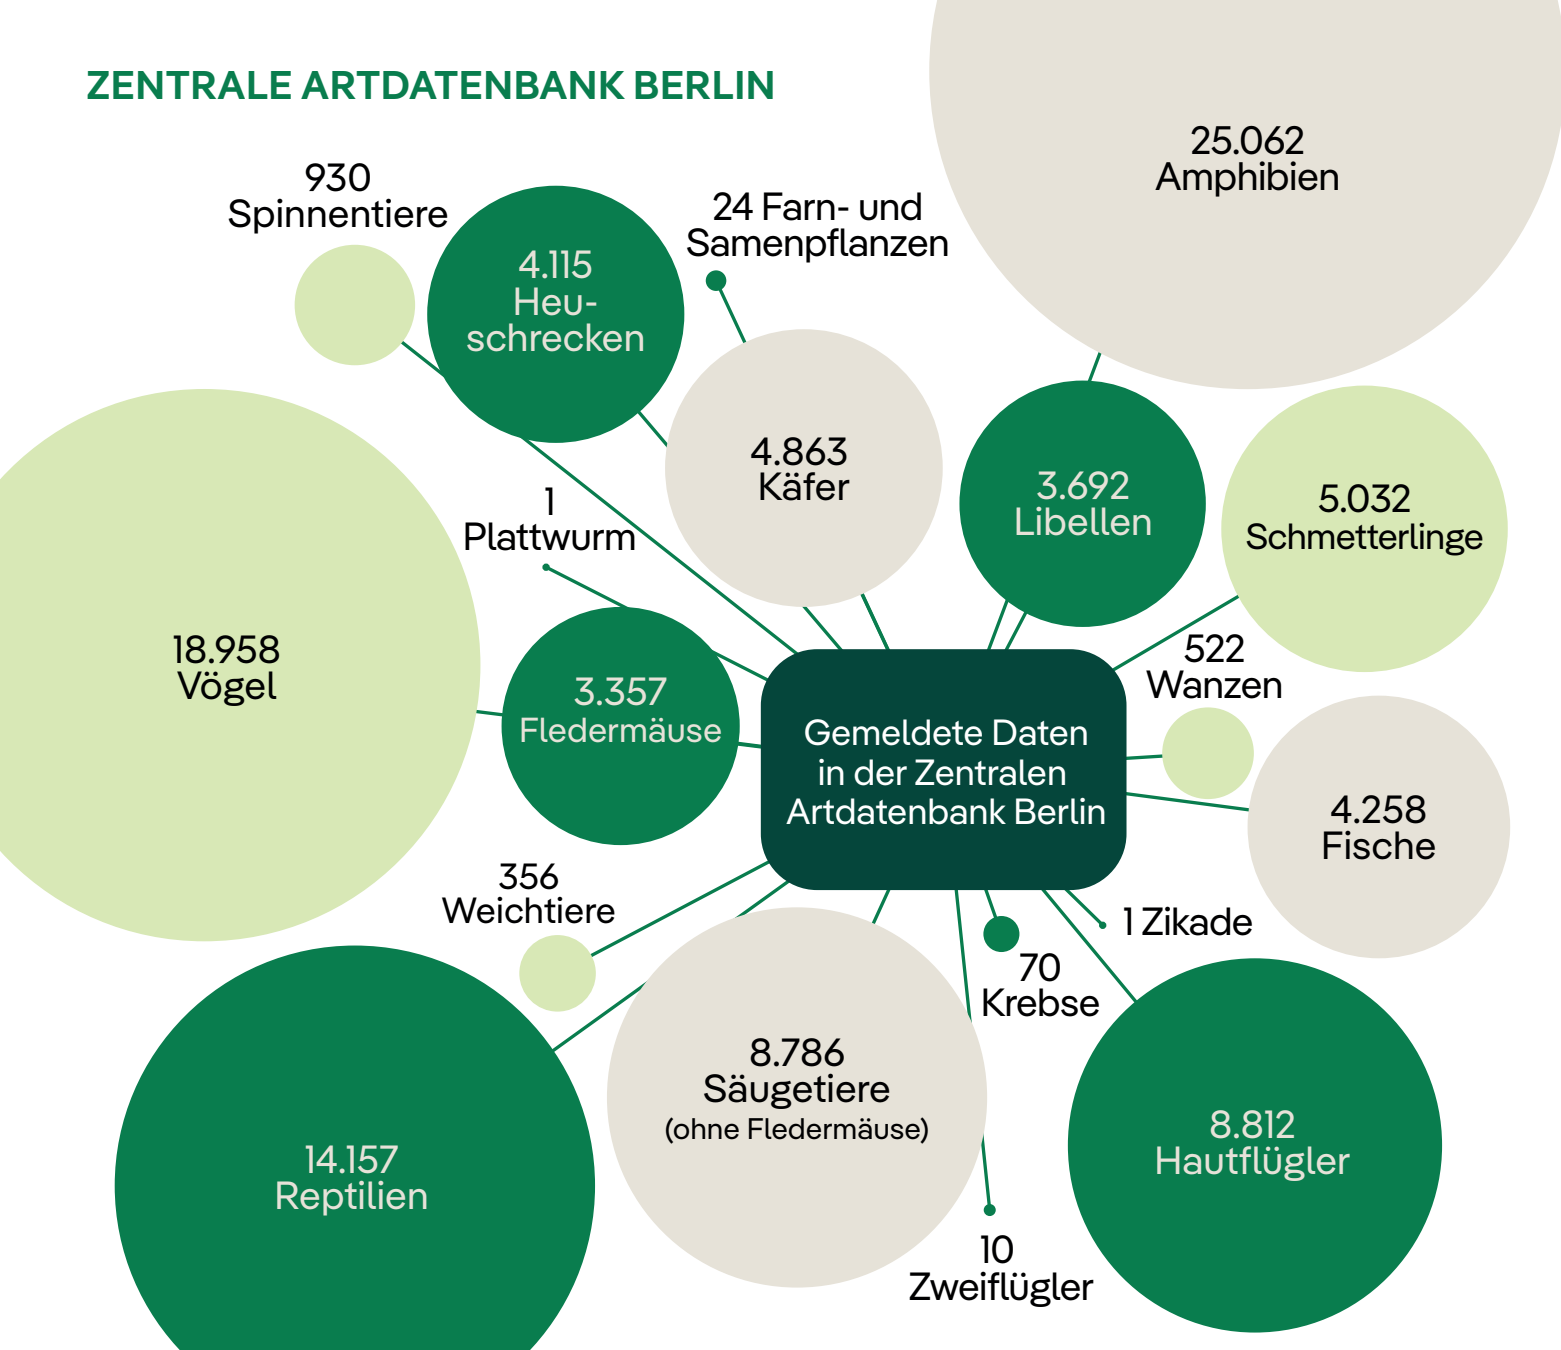 ZENTRALE ARTDATENBANK BERLIN
25.062
Amphibien
930
Spinnentiere
4.115
Heu-
schrecken
24 Farn- und
Samenpflanzen
4.863
Käfer
3.692
Libellen
5.032
Schmetterlinge
1
Plattwurm
18.958
Vögel
3.357
Fledermäuse
Gemeldete Daten
in der Zentralen
Artdatenbank Berlin
522
Wanzen
4.258
Fische
356
Weichtiere
1 Zikade
70
Krebse
14.157
Reptilien
8.786
Säugetiere
(ohne Fledermäuse)
8.812
Hautflügler
10
Zweiflügler